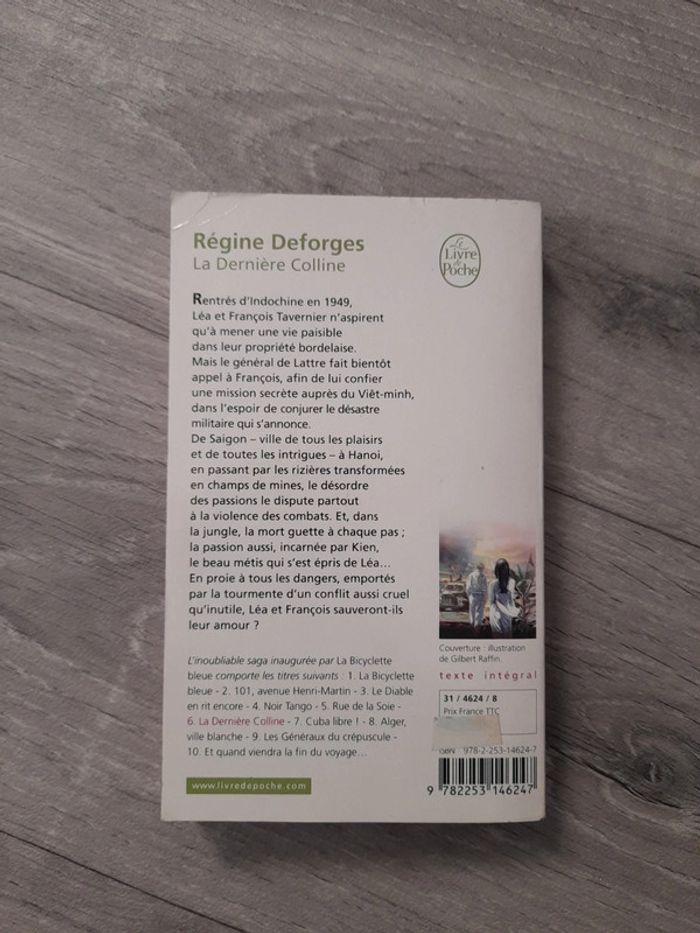 Régine Deforges
La Dernière Colline
Le
Livre
de
Poche
Rentrés d'Indochine en 1949,
Léa et François Tavernier n'aspirent
qu'à mener une vie paisible
dans leur propriété bordelaise.
Mais le général de Lattre fait bientôt
appel à François, afin de lui confier
une mission secrète auprès du Viêt-minh,
dans l'espoir de conjurer le désastre
militaire qui s'annonce.
De Saigon – ville de tous les plaisirs
et de toutes les intrigues – à Hanoi,
en passant par les rizières transformées
en champs de mines, le désordre
des passions le dispute partout
à la violence des combats. Et, dans
la jungle, la mort guette à chaque pas ;
la passion aussi, incarnée par Kien,
le beau métis qui s'est épris de Léa...
En proie à tous les dangers, emportés
par la tourmente d'un conflit aussi cruel
qu'inutile, Léa et François sauveront-ils
leur amour ?
L'inoubliable saga inaugurée par La Bicyclette
bleue comporte les titres suivants : 1. La Bicyclette
bleue - 2. 101, avenue Henri-Martin - 3. Le Diable
en rit encore - 4. Noir Tango - 5. Rue de la Soie -
6. La Dernière Colline - 7. Cuba libre ! - 8. Alger,
ville blanche - 9. Les Généraux du crépuscule -
10. Et quand viendra la fin du voyage...
www.livredepoche.com
Couverture : illustration
de Gilbert Raffin.
texte intégral
31 / 4624 / 8
Prix France TTC
ISBN 978-2-253-14624-7
9 782253 146247